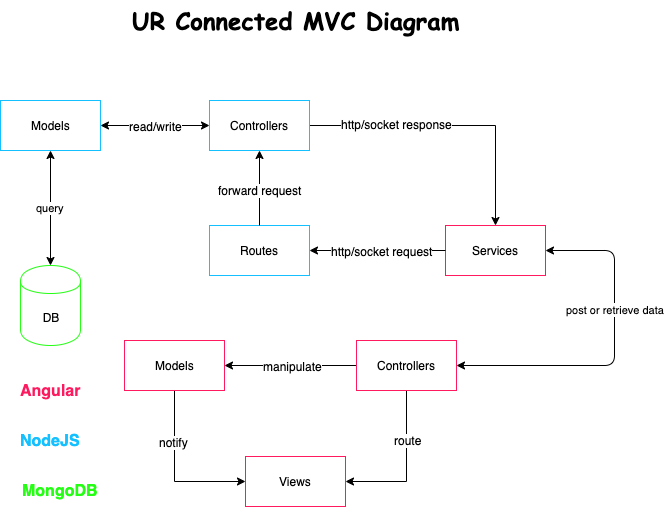 UR Connected MVC Diagram
Models
read/write
Controllers
http/socket response
forward request
query
Routes
http/socket request
Services
DB
post or retrieve data
Models
manipulate
Controllers
Angular
notify
route
NodeJS
Views
MongoDB